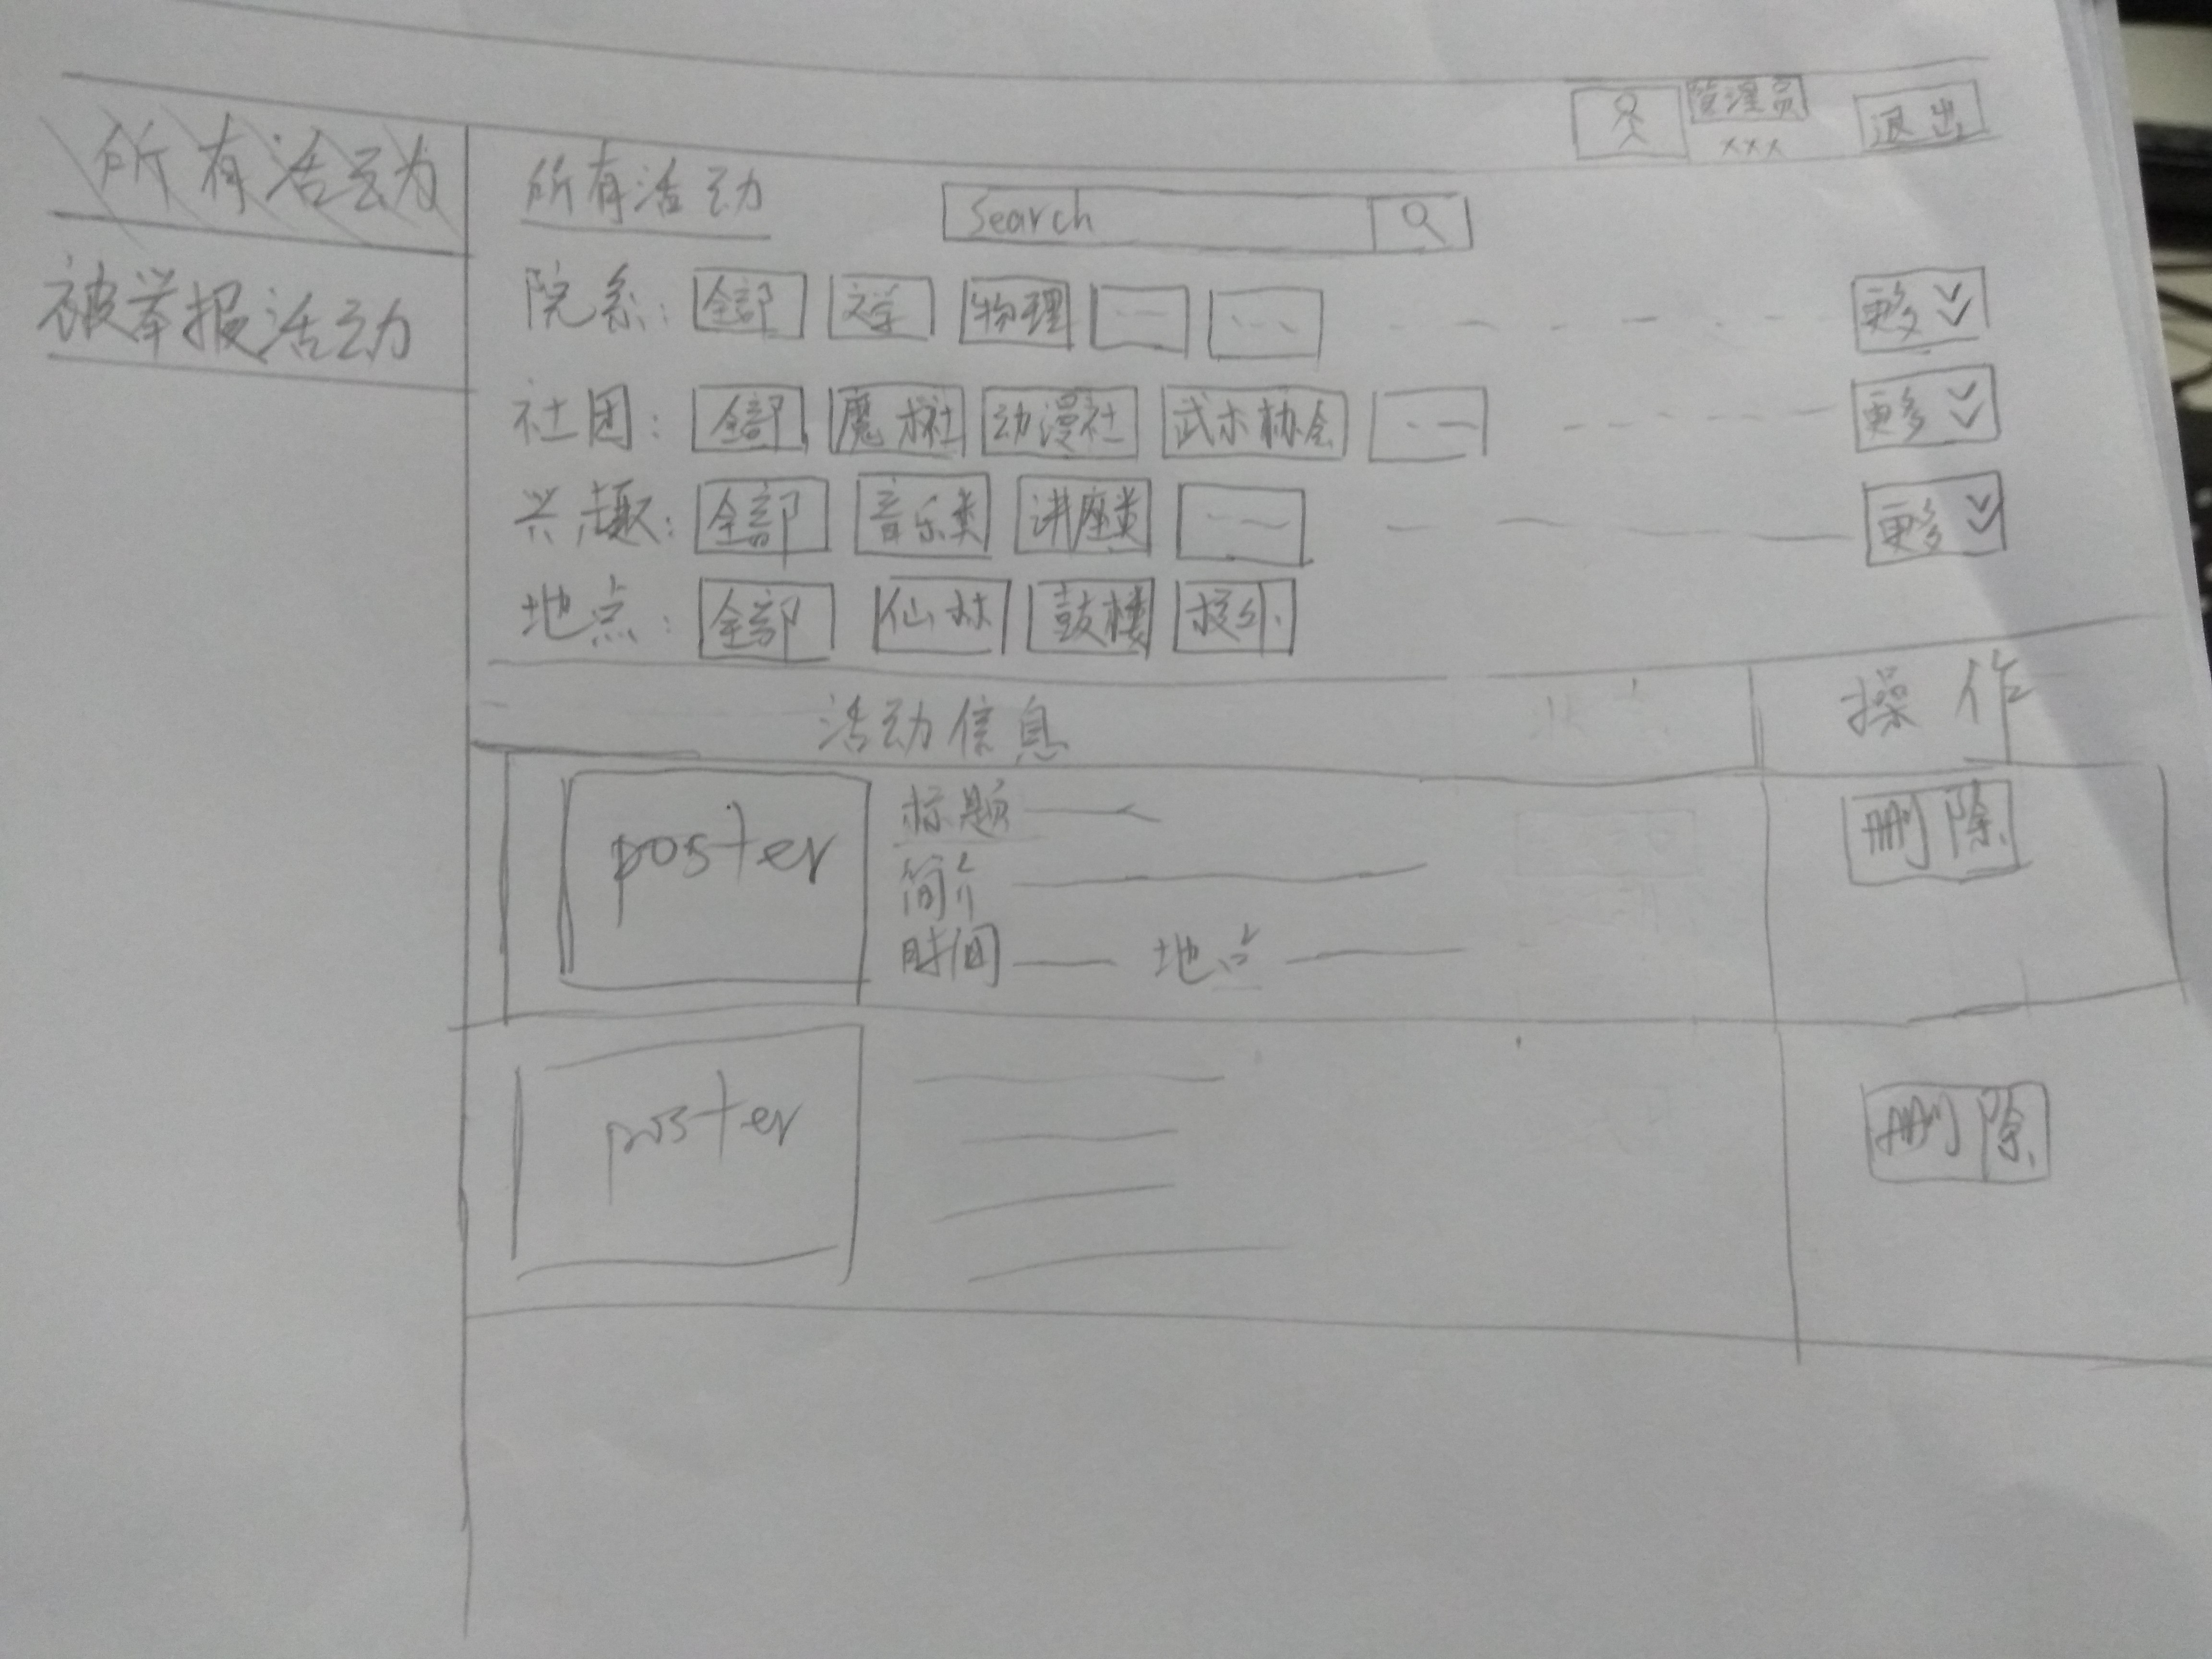 管理员 退出
xxx
所有活动 所有活动 Search
被举报活动
院系： 全部 文学 物理 更多
社团： 全部 魔术社 动漫社 武术协会 更多
兴趣： 全部 音乐类 讲座类 更多
地点： 全部 仙林 鼓楼 校外
活动信息 操作
poster 标题 删除
简介
时间 地点
poster 删除